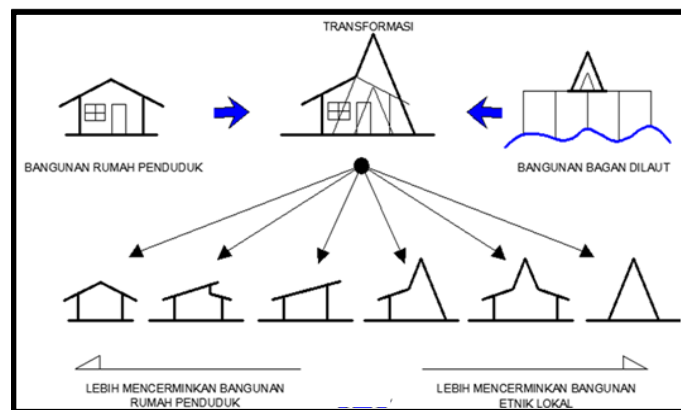 TRANSFORMASI
BANGUNAN RUMAH PENDUDUK
BANGUNAN BAGAN DILAUT
LEBIH MENCERMINKAN BANGUNAN
RUMAH PENDUDUK
LEBIH MENCERMINKAN BANGUNAN
ETNIK LOKAL